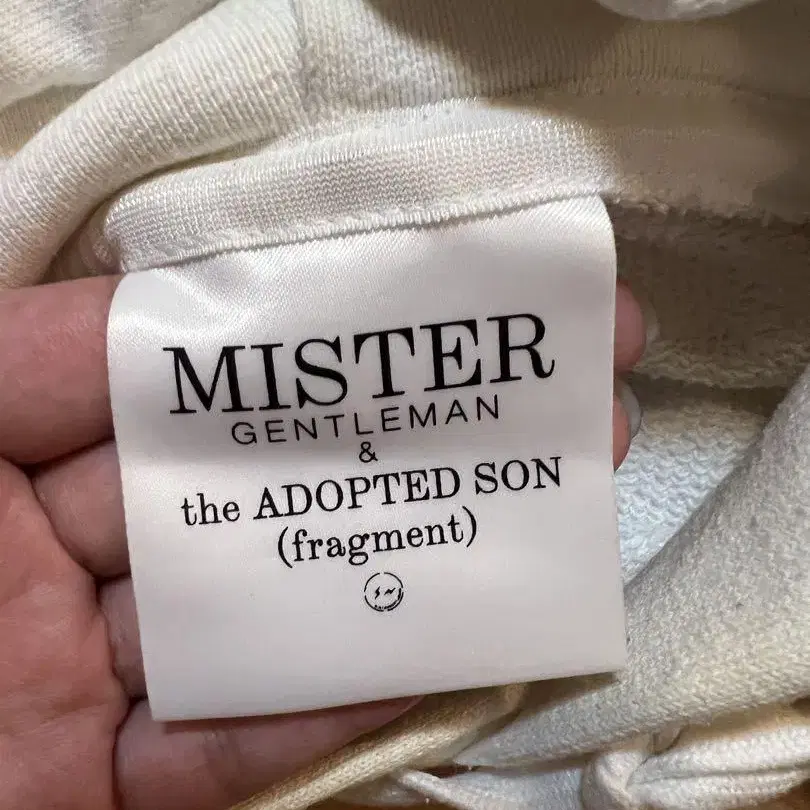 MISTER
GENTLEMAN
&
the ADOPTED SON
(fragment)